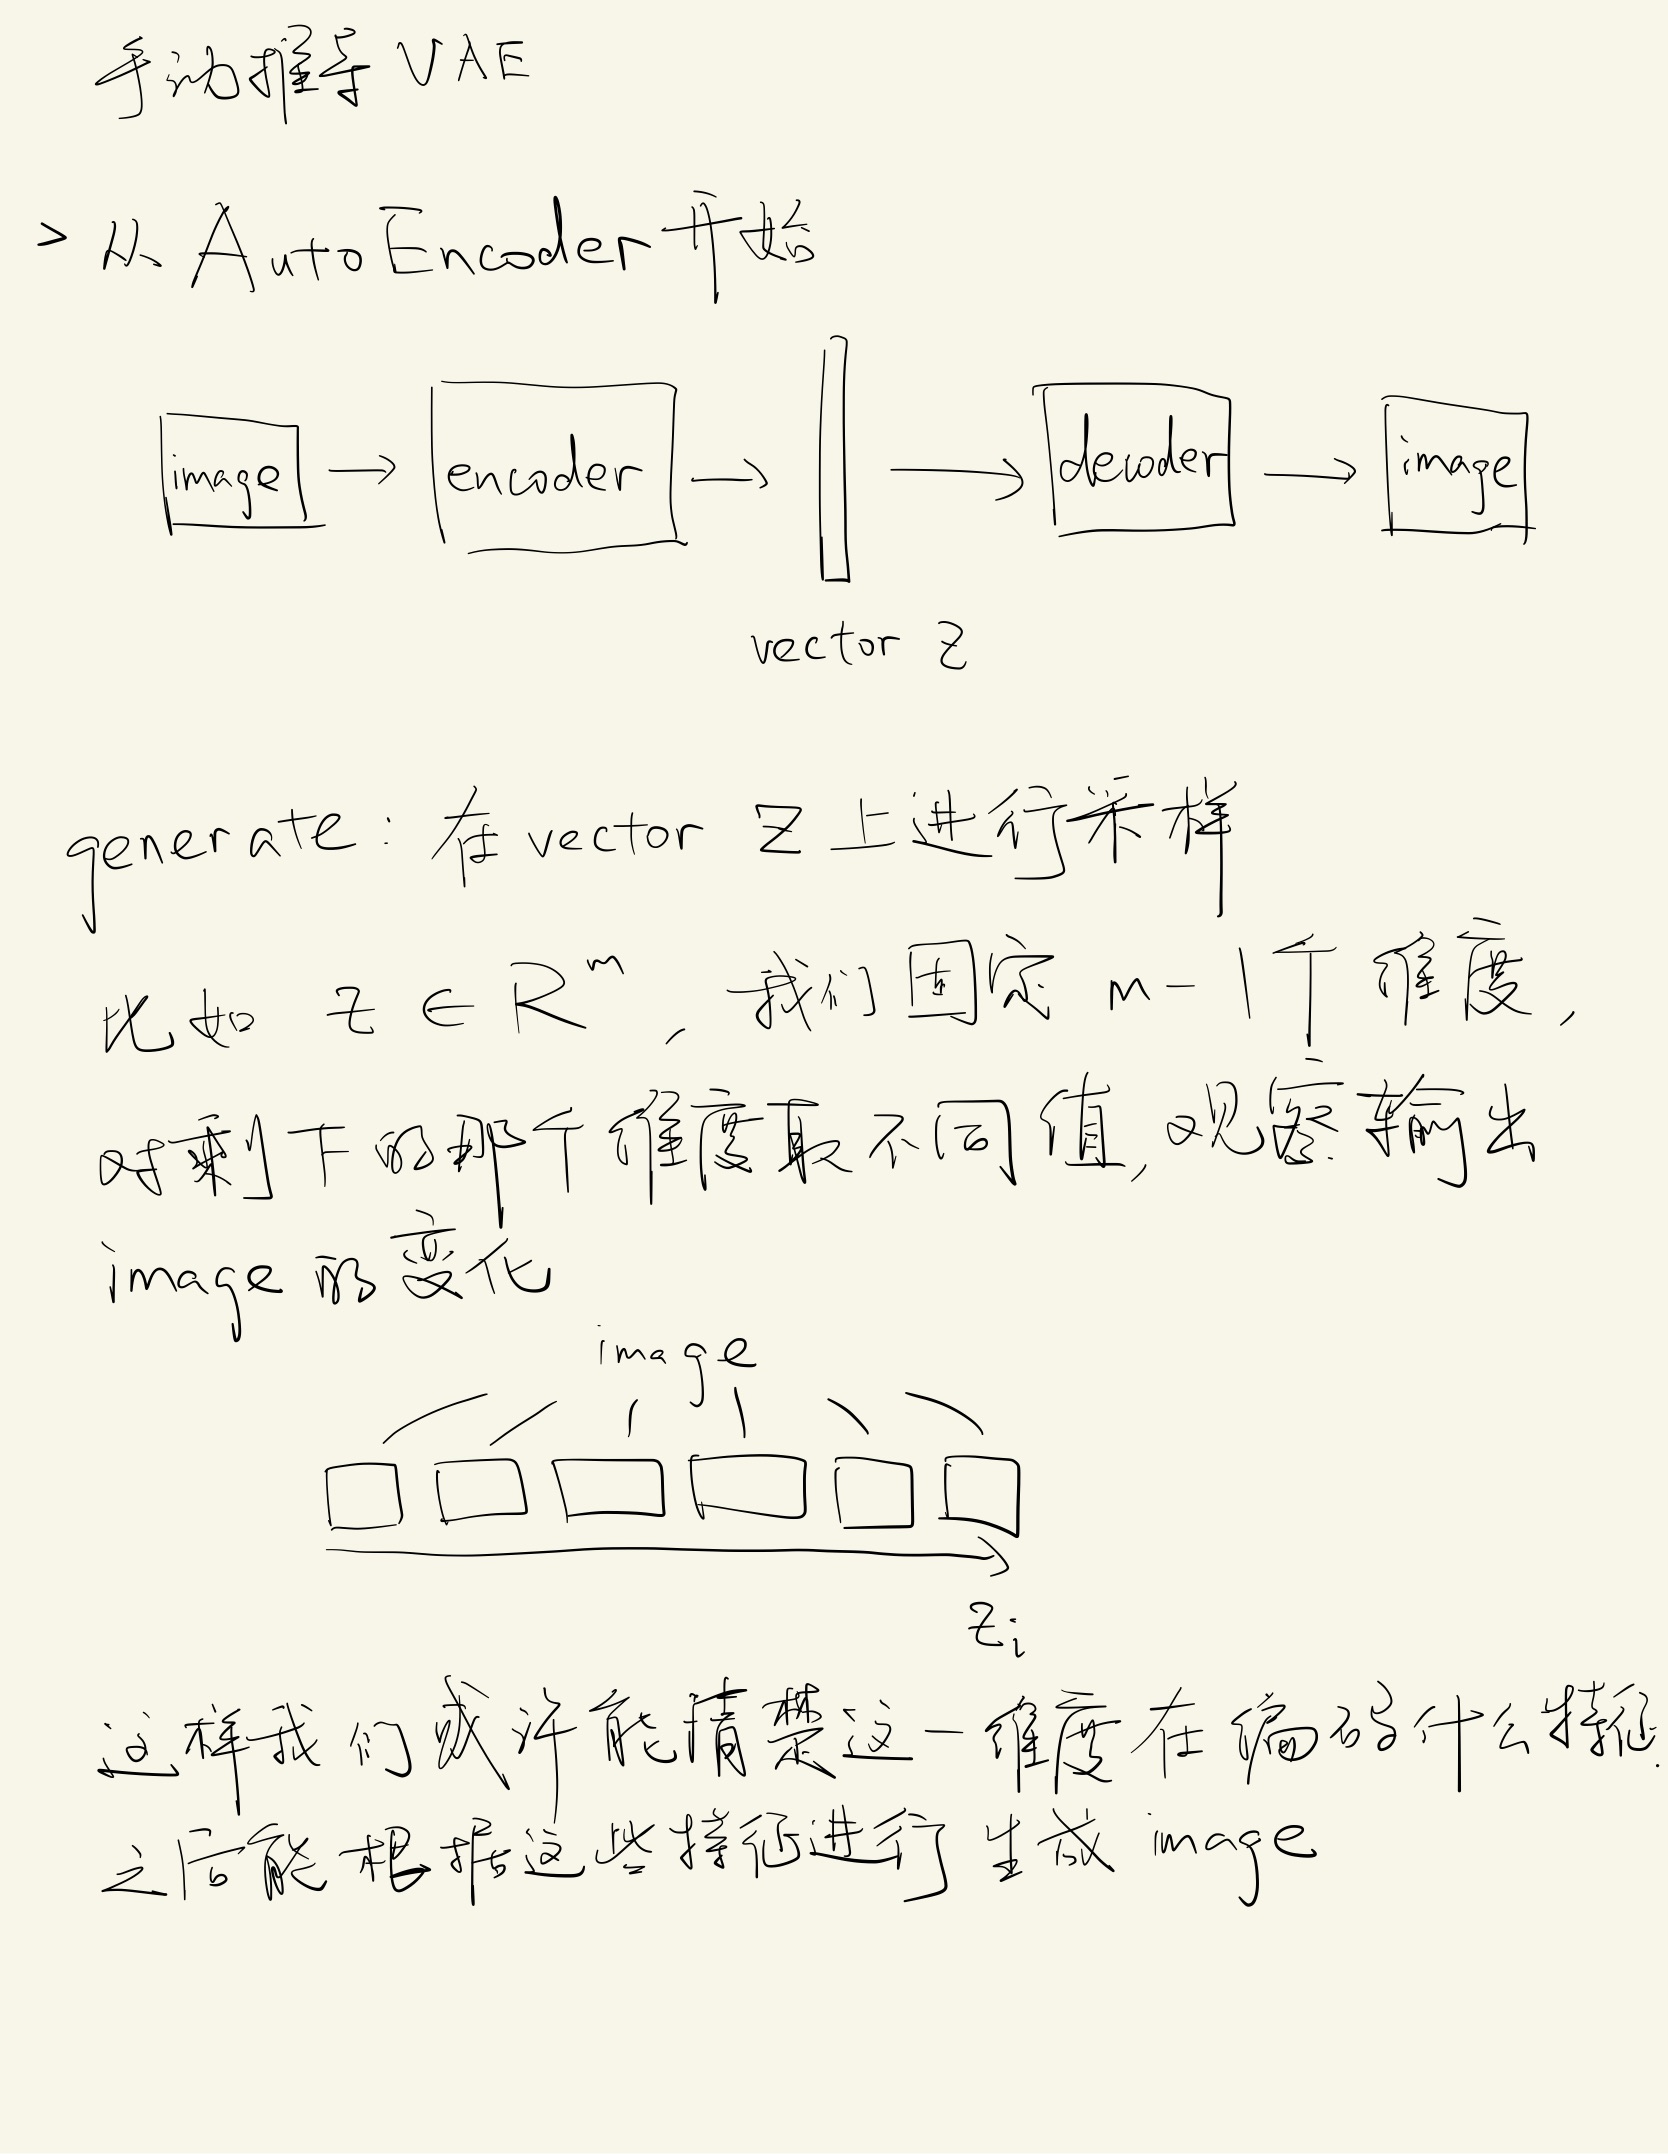 手动推导 VAE
> 从 AutoEncoder 开始
image → encoder → → decoder → image
vector z
generate: 在 vector z 上进行采样
比如 z ∈ R^m, 我们固定 m-1个维度,
对剩下的那个维度取不同值,观察输出
image 的变化
image
z_i
这样我们或许能清楚这一维度在编码什么特征.
之后能根据这些特征进行生成 image